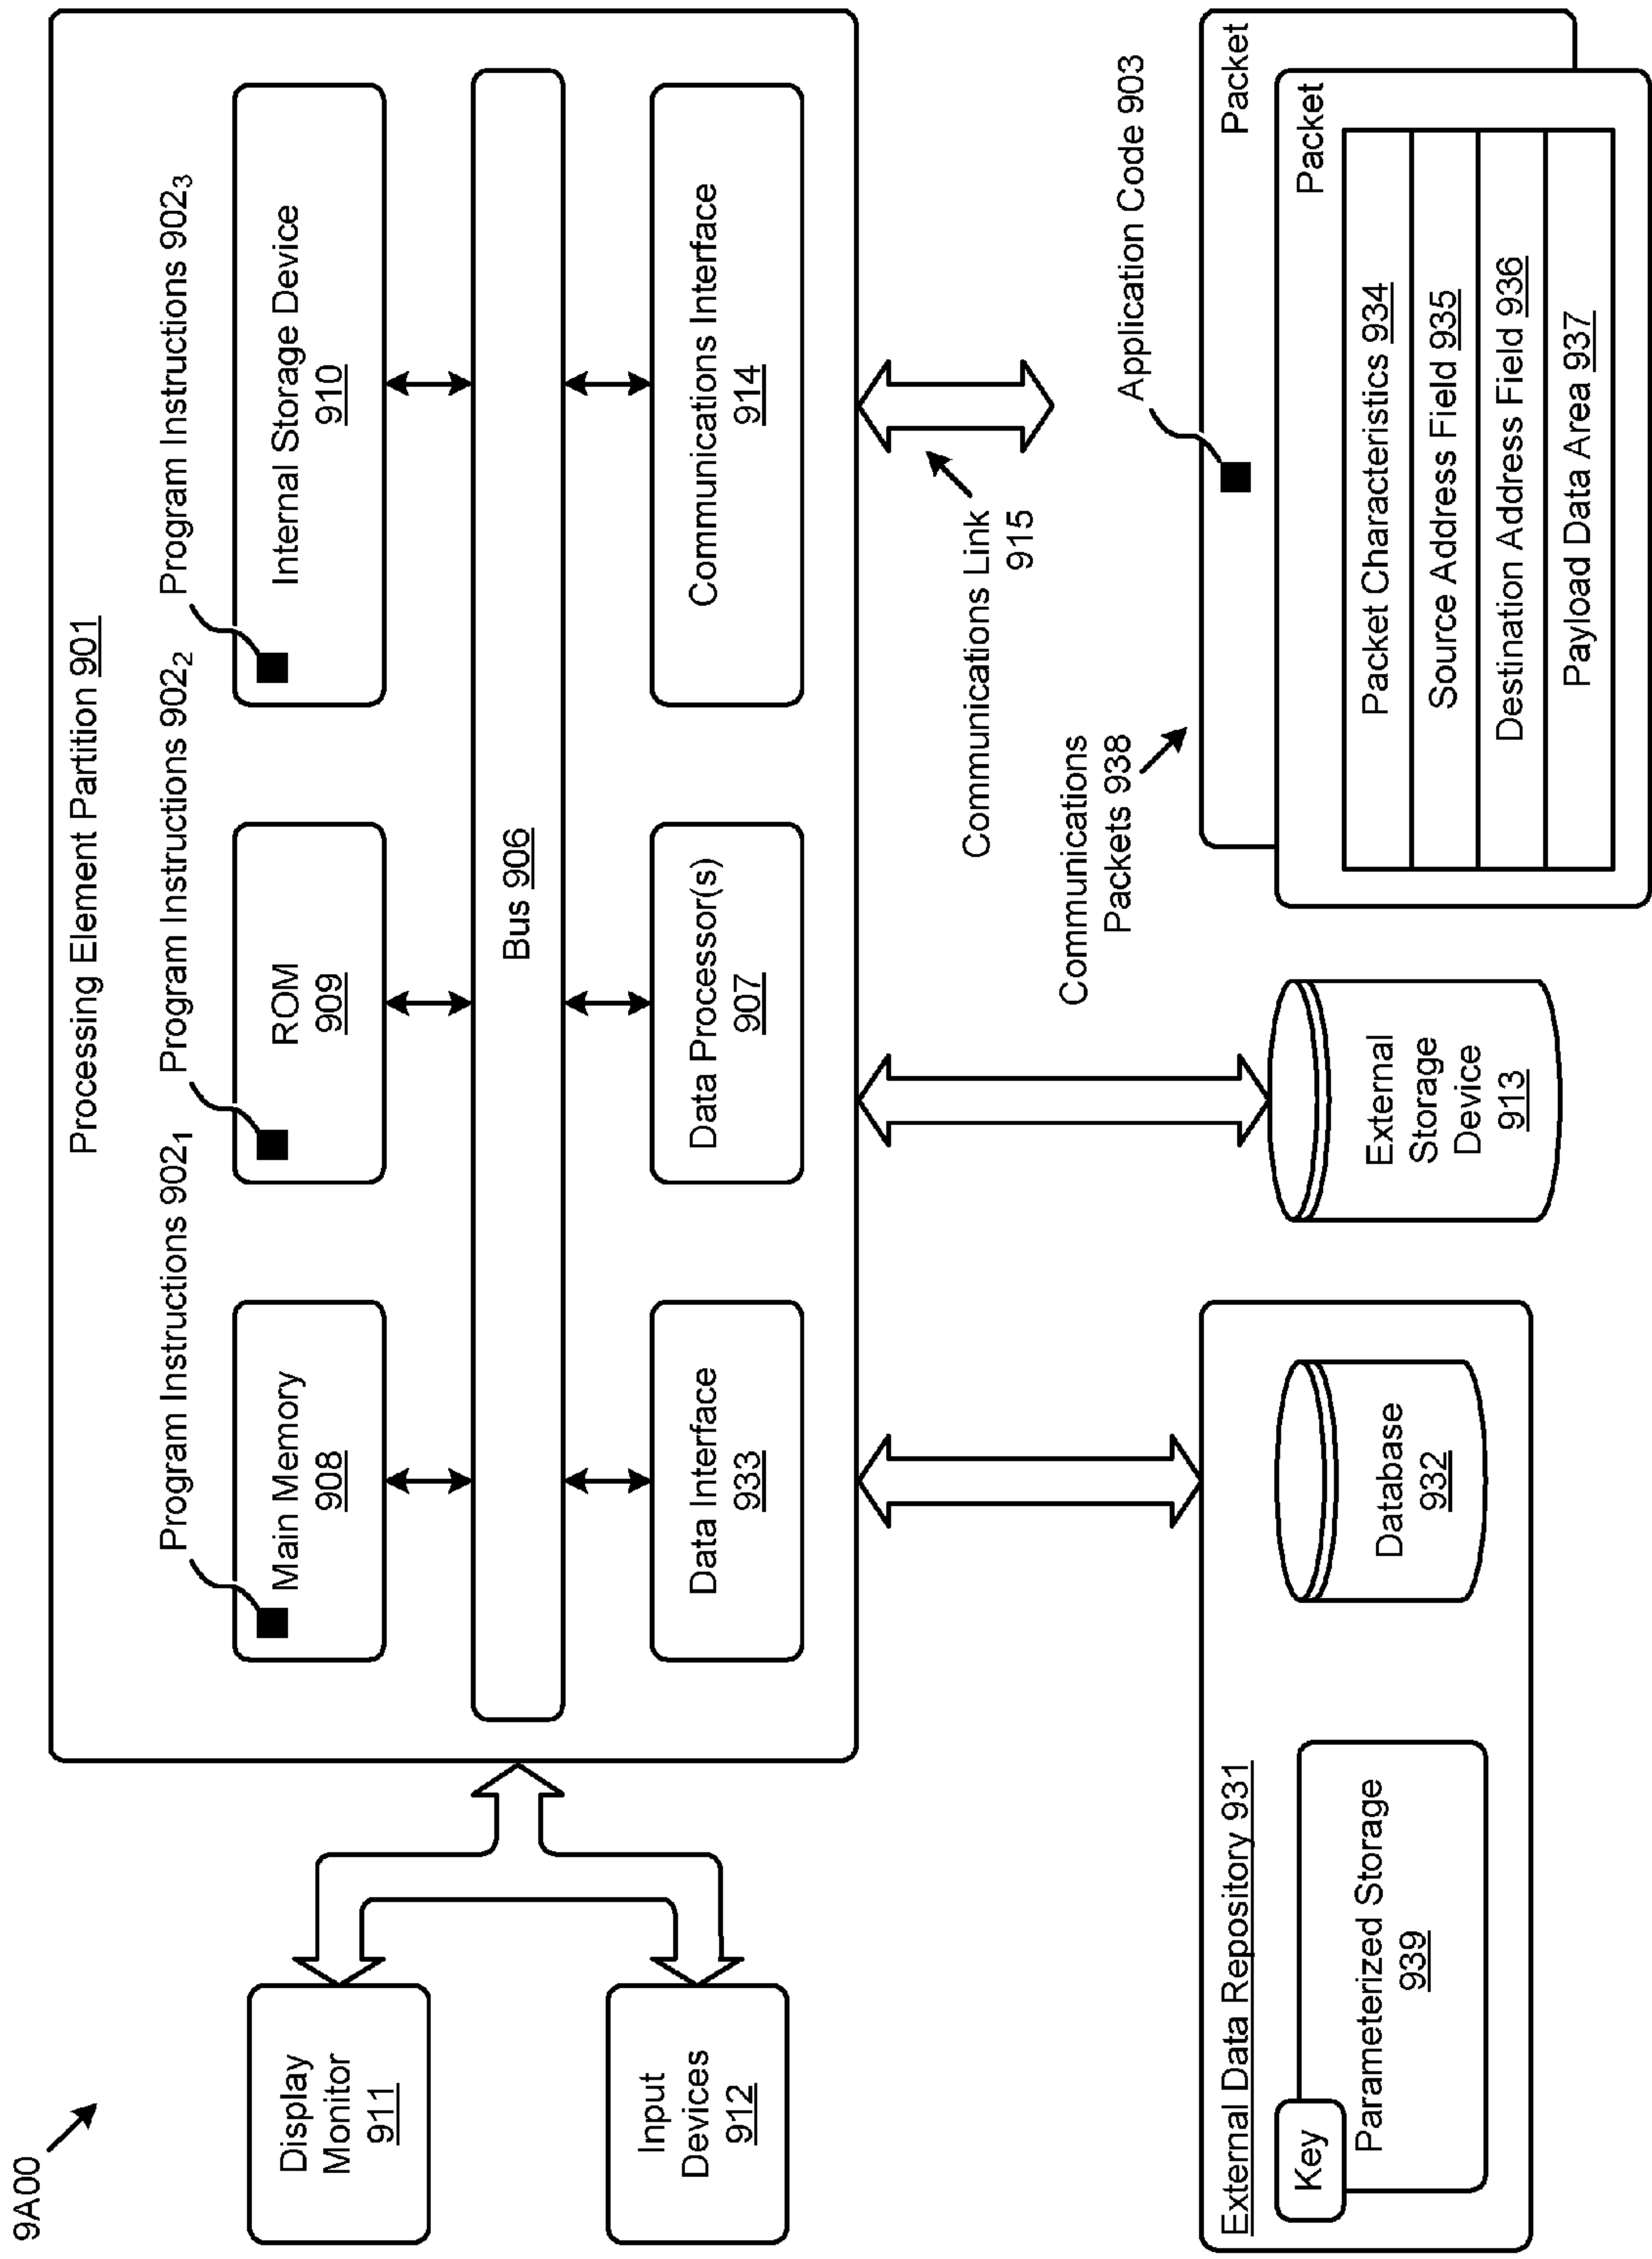 9A00
Processing Element Partition 901
Program Instructions 902₁
Program Instructions 902₂
Program Instructions 902₃
Main Memory
908
ROM
909
Internal Storage Device
910
Bus 906
Data Interface
933
Data Processor(s)
907
Communications Interface
914
Display
Monitor
911
Input
Devices
912
Communications Link
915
External Data Repository 931
Key
Parameterized Storage
939
Database
932
External
Storage
Device
913
Communications
Packets 938
Application Code 903
Packet
Packet
Packet Characteristics 934
Source Address Field 935
Destination Address Field 936
Payload Data Area 937